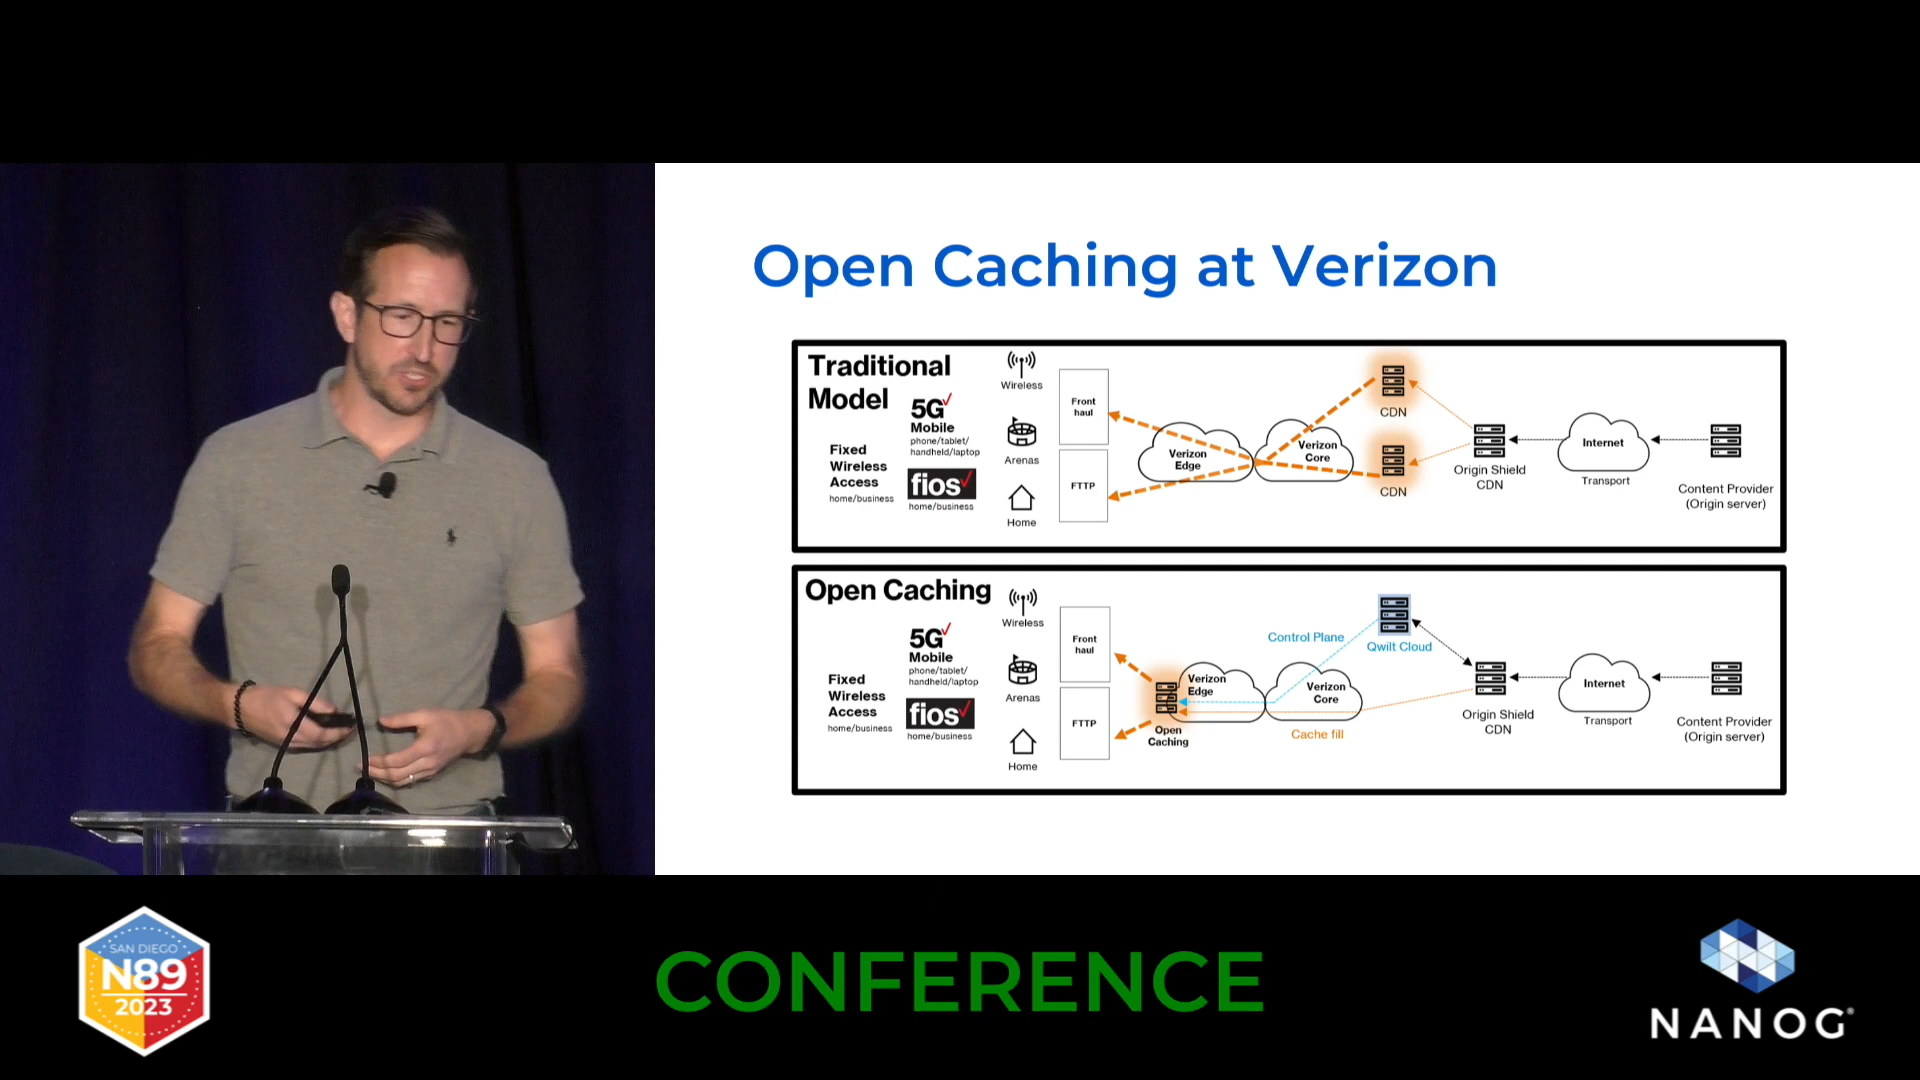 Open Caching at Verizon
Traditional
Model
5G
Mobile
phone/tablet/
handheld/laptop
Fixed
Wireless
Access
home/business
fios
home/business
Wireless
Arenas
Home
Front
haul
FTTP
Verizon
Edge
Verizon
Core
CDN
CDN
Origin Shield
CDN
Internet
Transport
Content Provider
(Origin server)
Open Caching
5G
Mobile
phone/tablet/
handheld/laptop
Fixed
Wireless
Access
home/business
fios
home/business
Wireless
Arenas
Home
Front
haul
FTTP
Open
Caching
Verizon
Edge
Verizon
Core
Control Plane
Qwilt Cloud
Cache fill
Origin Shield
CDN
Internet
Transport
Content Provider
(Origin server)
SAN DIEGO
N89
2023
CONFERENCE
NANOG®